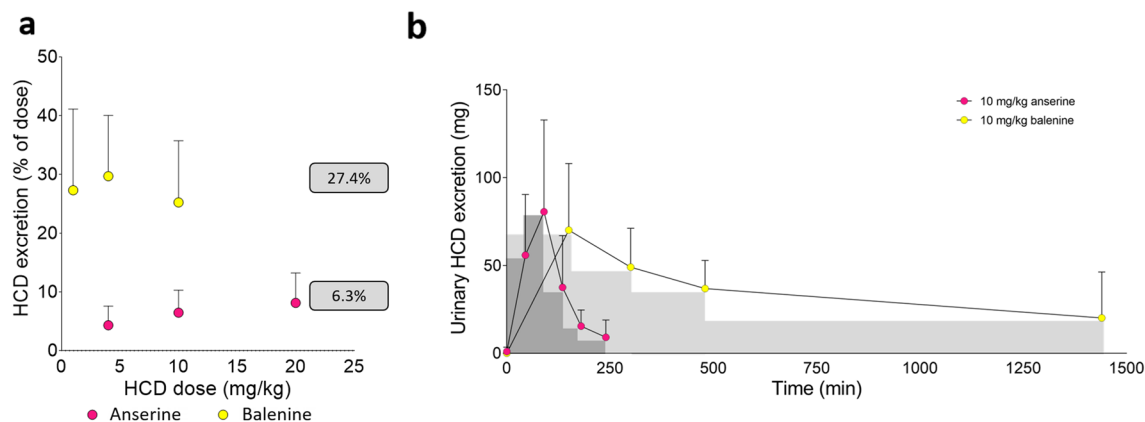 a
HCD excretion (% of dose)
50
40
30
20
10
0
27.4%
6.3%
0
5
10
15
20
25
HCD dose (mg/kg)
Anserine
Balenine
b
Urinary HCD excretion (mg)
150
100
50
0
10 mg/kg anserine
10 mg/kg balenine
0
250
500
750
1000
1250
1500
Time (min)